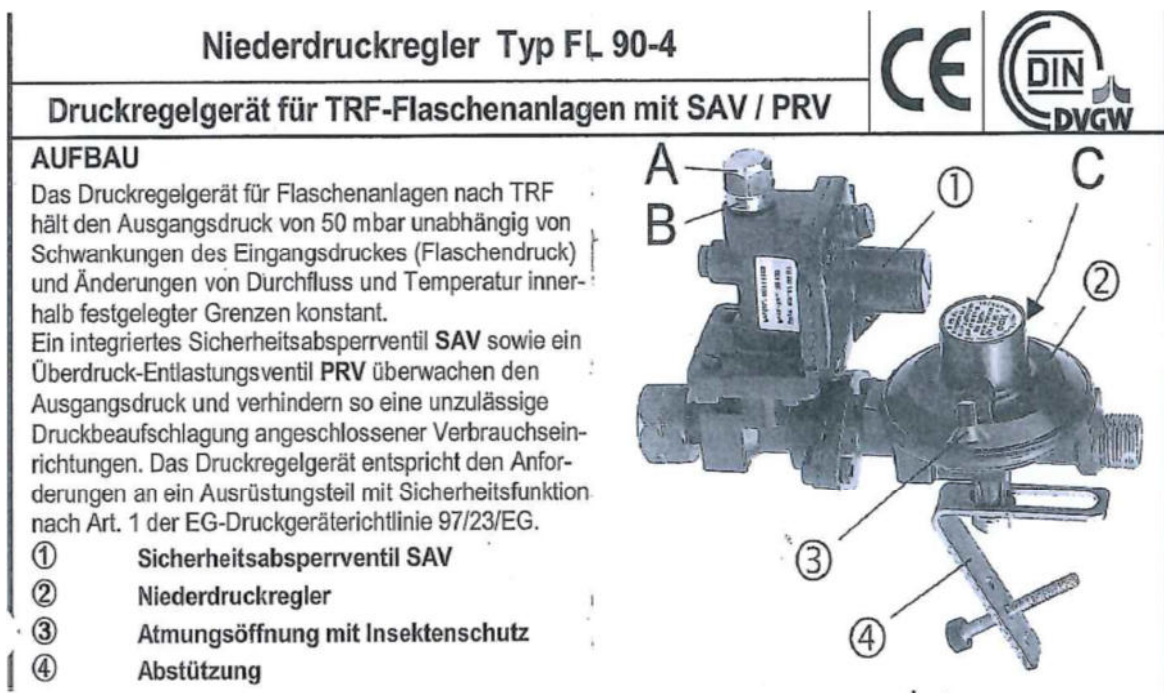 Niederdruckregler Typ FL 90-4
CE
DIN
DVGW
Druckregelgerät für TRF-Flaschenanlagen mit SAV / PRV
AUFBAU
Das Druckregelgerät für Flaschenanlagen nach TRF
hält den Ausgangsdruck von 50 mbar unabhängig von
Schwankungen des Eingangsdruckes (Flaschendruck)
und Änderungen von Durchfluss und Temperatur inner-
halb festgelegter Grenzen konstant.
Ein integriertes Sicherheitsabsperrventil SAV sowie ein
Überdruck-Entlastungsventil PRV überwachen den
Ausgangsdruck und verhindern so eine unzulässige
Druckbeaufschlagung angeschlossener Verbrauchsein-
richtungen. Das Druckregelgerät entspricht den Anfor-
derungen an ein Ausrüstungsteil mit Sicherheitsfunktion
nach Art. 1 der EG-Druckgeräterichtlinie 97/23/EG.
① Sicherheitsabsperrventil SAV
② Niederdruckregler
③ Atmungsöffnung mit Insektenschutz
④ Abstützung
A
B
①
C
②
③
④